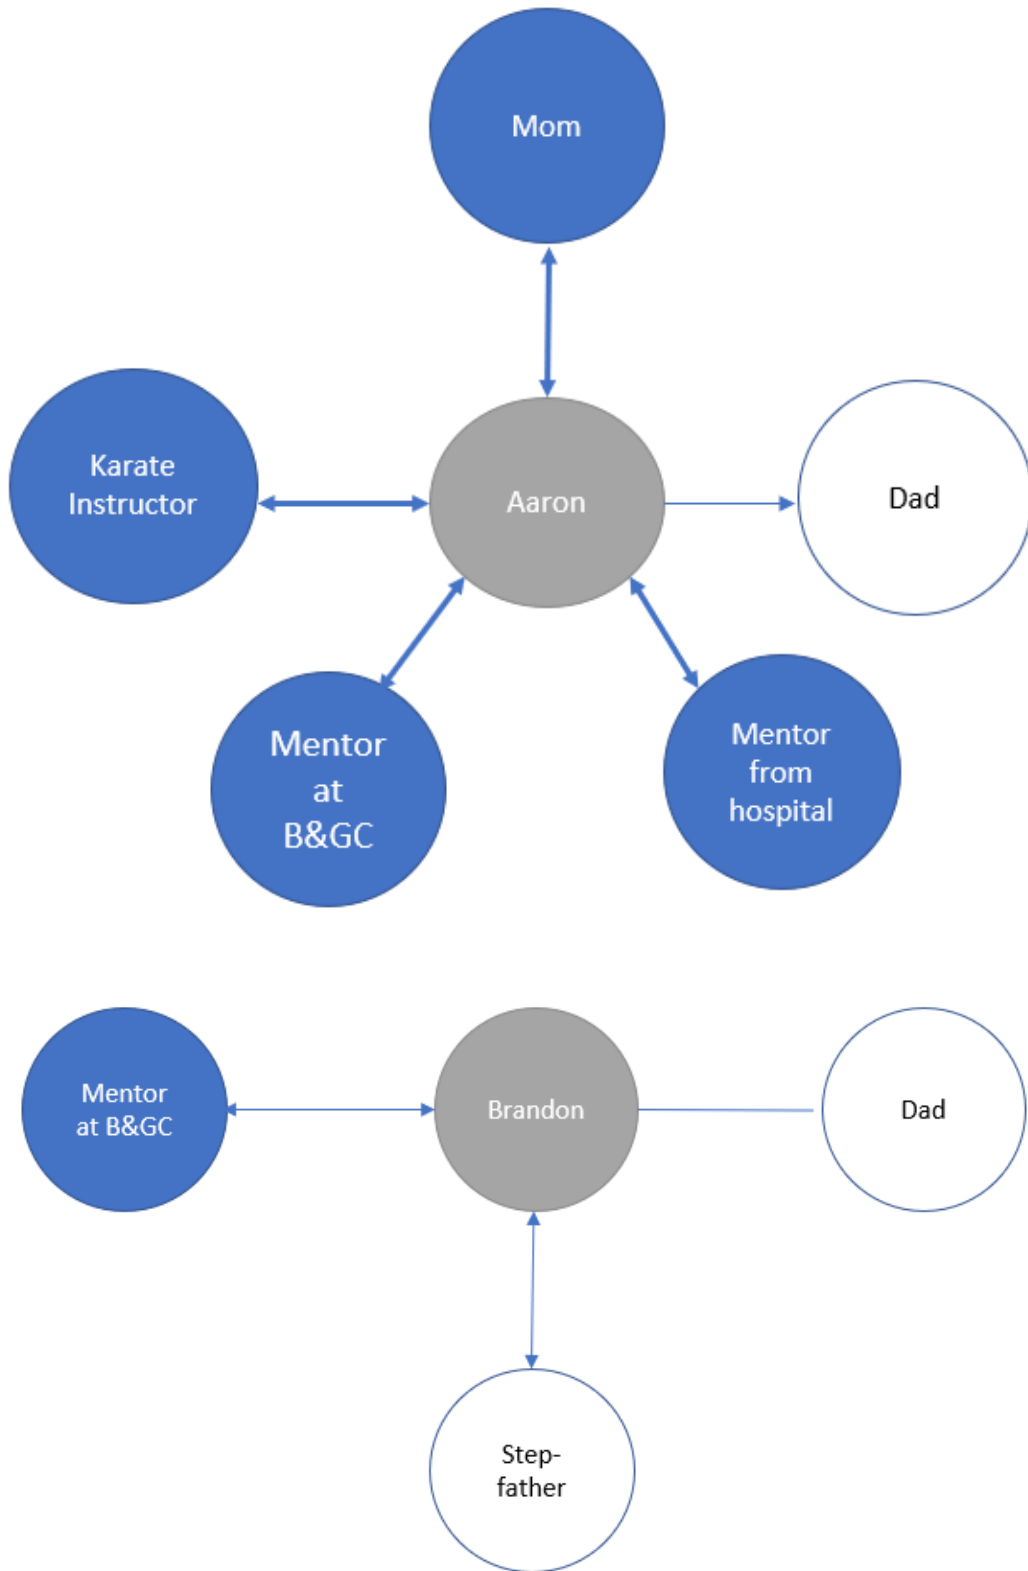 Mom
Karate
Instructor
Aaron
Dad
Mentor
at
B&GC
Mentor
from
hospital
Mentor
at B&GC
Brandon
Dad
Step-
father